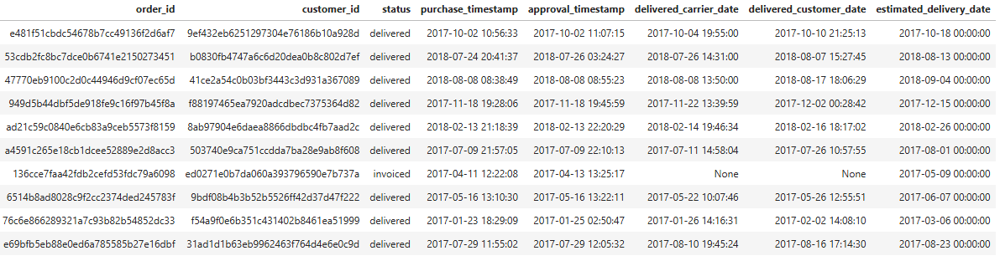 order_id customer_id status purchase_timestamp approval_timestamp delivered_carrier_date delivered_customer_date estimated_delivery_date
e481f51cbdc54678b7cc49136f2d6af7 9ef432eb6251297304e76186b10a928d delivered 2017-10-02 10:56:33 2017-10-02 11:07:15 2017-10-04 19:55:00 2017-10-10 21:25:13 2017-10-18 00:00:00
53cdb2fc8bc7dce0b6741e2150273451 b0830fb4747a6c6d20dea0b8c802d7ef delivered 2018-07-24 20:41:37 2018-07-26 03:24:27 2018-07-26 14:31:00 2018-08-07 15:27:45 2018-08-13 00:00:00
47770eb9100c2d0c44946d9cf07ec65d 41ce2a54c0b03bf3443c3d931a367089 delivered 2018-08-08 08:38:49 2018-08-08 08:55:23 2018-08-08 13:50:00 2018-08-17 18:06:29 2018-09-04 00:00:00
949d5b44dbf5de918fe9c16f97b45f8a f88197465ea7920adcdbec7375364d82 delivered 2017-11-18 19:28:06 2017-11-18 19:45:59 2017-11-22 13:39:59 2017-12-02 00:28:42 2017-12-15 00:00:00
ad21c59c0840e6cb83a9ceb5573f8159 8ab97904e6daea8866dbdbc4fb7aad2c delivered 2018-02-13 21:18:39 2018-02-13 22:20:29 2018-02-14 19:46:34 2018-02-16 18:17:02 2018-02-26 00:00:00
a4591c265e18cb1dcee52889e2d8acc3 503740e9ca751ccdda7ba28e9ab8f608 delivered 2017-07-09 21:57:05 2017-07-09 22:10:13 2017-07-11 14:58:04 2017-07-26 10:57:55 2017-08-01 00:00:00
136cce7faa42fdb2cefd53fdc79a6098 ed0271e0b7da060a393796590e7b737a invoiced 2017-04-11 12:22:08 2017-04-13 13:25:17 None None 2017-05-09 00:00:00
6514b8ad8028c9f2cc2374ded245783f 9bdf08b4b3b52b5526ff42d37d47f222 delivered 2017-05-16 13:10:30 2017-05-16 13:22:11 2017-05-22 10:07:46 2017-05-26 12:55:51 2017-06-07 00:00:00
76c6e866289321a7c93b82b54852dc33 f54a9f0e6b351c431402b8461ea51999 delivered 2017-01-23 18:29:09 2017-01-25 02:50:47 2017-01-26 14:16:31 2017-02-02 14:08:10 2017-03-06 00:00:00
e69bfb5eb88e0ed6a785585b27e16dbf 31ad1d1b63eb9962463f764d4e6e0c9d delivered 2017-07-29 11:55:02 2017-07-29 12:05:32 2017-08-10 19:45:24 2017-08-16 17:14:30 2017-08-23 00:00:00